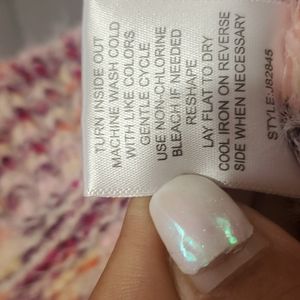 TURN INSIDE OUT
MACHINE WASH COLD
WITH LIKE COLORS
GENTLE CYCLE
USE NON-CHLORINE
BLEACH IF NEEDED
RESHAPE
LAY FLAT TO DRY
COOL IRON ON REVERSE
SIDE WHEN NECESSARY
STYLE:J82845